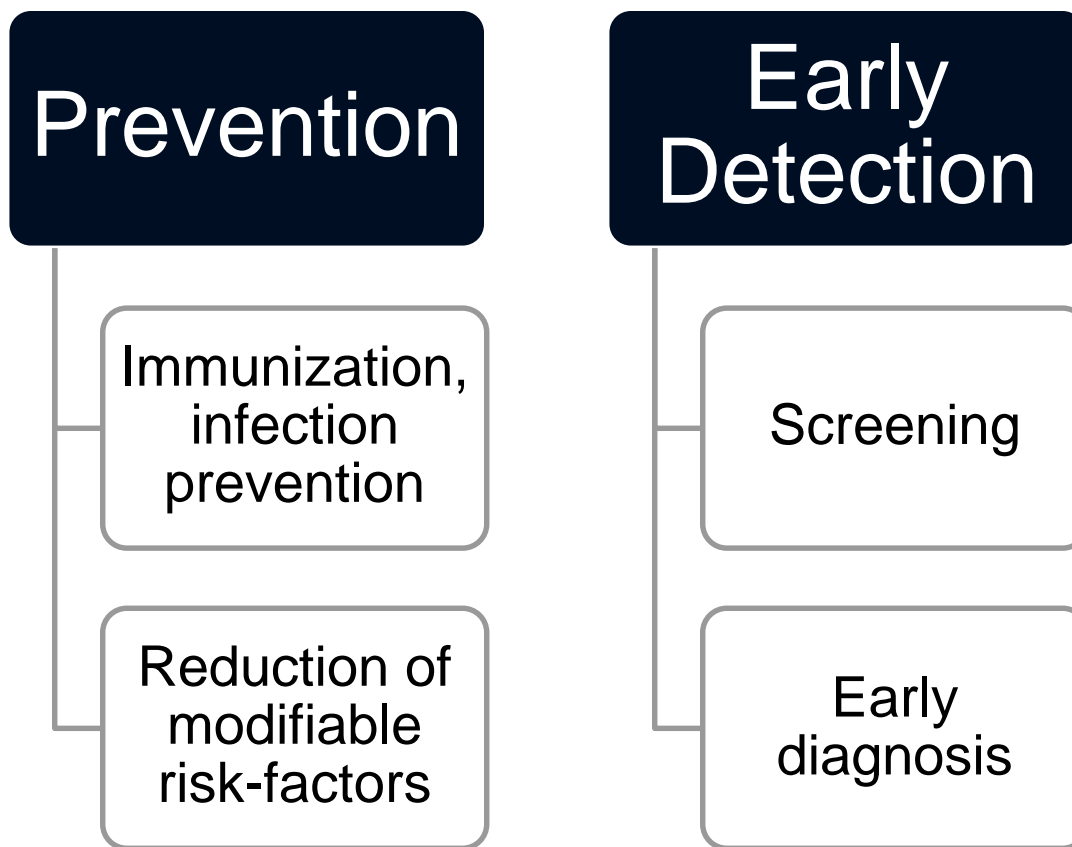 Prevention
Immunization,
infection
prevention
Reduction of
modifiable
risk-factors
Early
Detection
Screening
Early
diagnosis